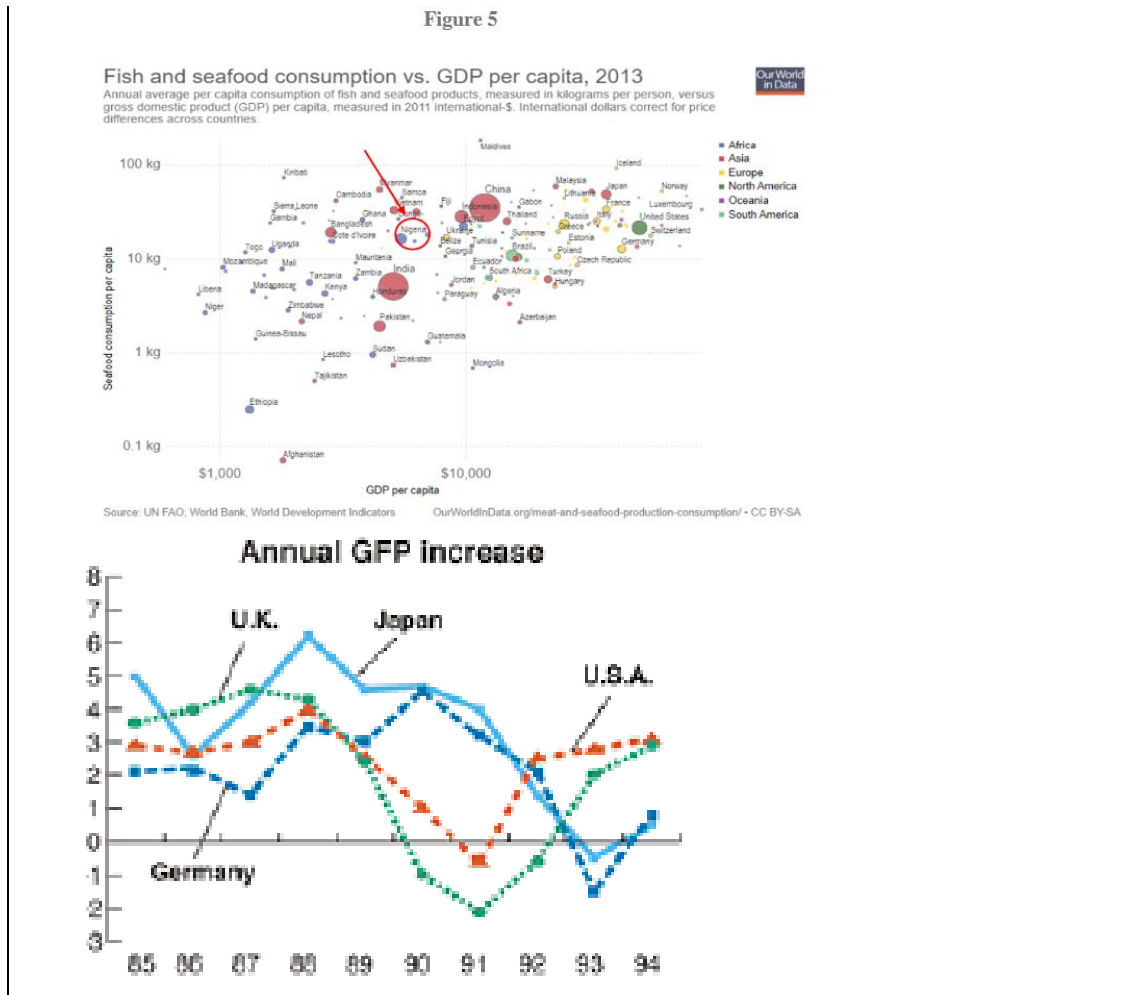 Figure 5
Fish and seafood consumption vs. GDP per capita, 2013
Our World
in Data
Annual average per capita consumption of fish and seafood products, measured in kilograms per person, versus
gross domestic product (GDP) per capita, measured in 2011 international-$. International dollars correct for price
differences across countries.
Maldives
Africa
Asia
Europe
North America
Oceania
South America
100 kg
Iceland
Kiribati
Myanmar
Malaysia
Japan
Norway
Cambodia
Samoa
China
Lithuania
Sierra Leone
Fiji
Gabon
France
Luxembourg
Gambia
Ghana
Indonesia
Thailand
Russia
Italy
United States
Bangladesh
Nigeria
Egypt
Ukraine
Suriname
Greece
Switzerland
Cote d'Ivoire
Belize
Tunisia
Estonia
Germany
Togo
Uganda
Georgia
Brazil
Poland
10 kg
Mozambique
Mali
Mauritania
Ecuador
Czech Republic
India
Tanzania
Zambia
South Africa
Turkey
Liberia
Madagascar
Kenya
Honduras
Jordan
Paraguay
Algeria
Hungary
Niger
Zimbabwe
Nepal
Pakistan
Azerbaijan
Guinea-Bissau
Guatemala
1 kg
Lesotho
Sudan
Uzbekistan
Mongolia
Tajikistan
Ethiopia
0.1 kg
Afghanistan
Seafood consumption per capita
$1,000
$10,000
GDP per capita
Source: UN FAO; World Bank, World Development Indicators
OurWorldInData.org/meat-and-seafood-production-consumption/ • CC BY-SA
Annual GFP increase
8
7
6
5
4
3
2
1
0
-1
-2
-3
U.K.
Japan
U.S.A.
Germany
85 86 87 88 89 90 91 92 93 94